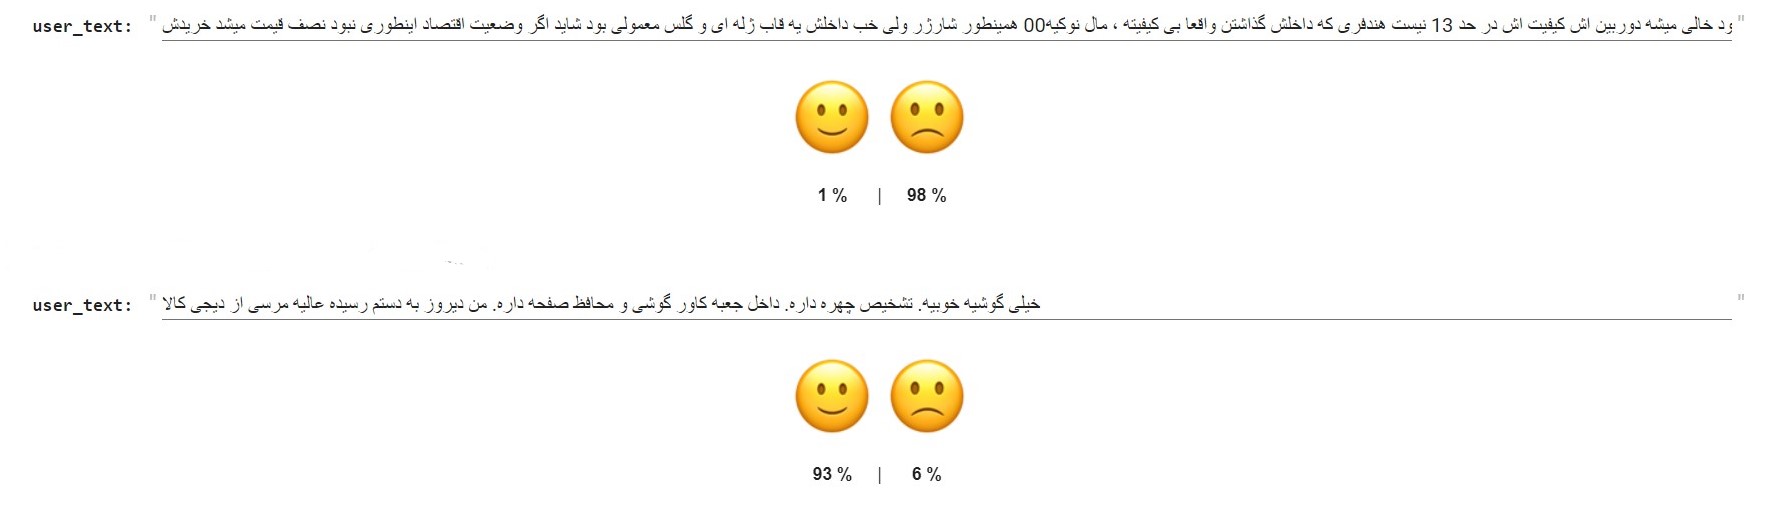 user_text: " ود خالی میشه دوربین اش کیفیت اش در حد 13 نیست هندفری که داخلش گذاشتن واقعا بی کیفیته ، مال نوکیه00 همینطور شارژر ولی خب داخلش یه قاب ژله ای و گلس معمولی بود شاید اگر وضعیت اقتصاد اینطوری نبود نصف قیمت میشد خریدش "
1 % | 98 %
user_text: " خیلی گوشیه خوبیه. تشخیص چهره داره. داخل جعبه کاور گوشی و محافظ صفحه داره. من دیروز به دستم رسیده عالیه مرسی از دیجی کالا "
93 % | 6 %